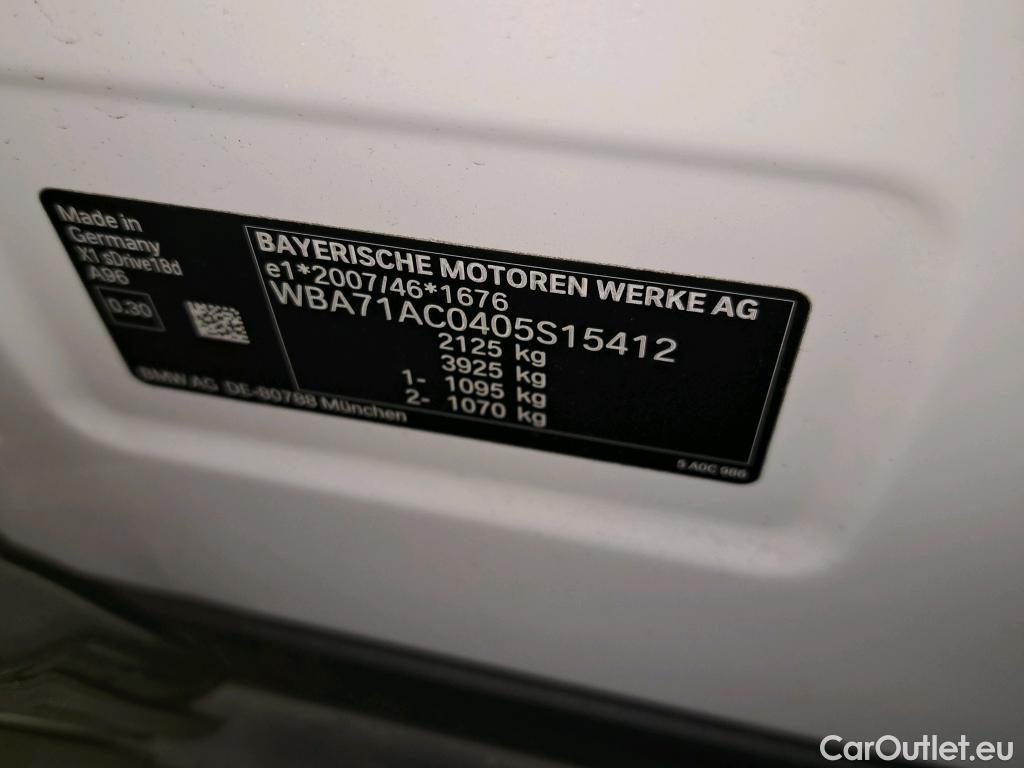 Made in
Germany
X1 sDrive18d
A96
0.30
BAYERISCHE MOTOREN WERKE AG
e1*2007/46*1676
WBA71AC0405S15412
2125 kg
3925 kg
1- 1095 kg
2- 1070 kg
BMW AG DE-80788 München
5 A0C 986
CarOutlet.eu